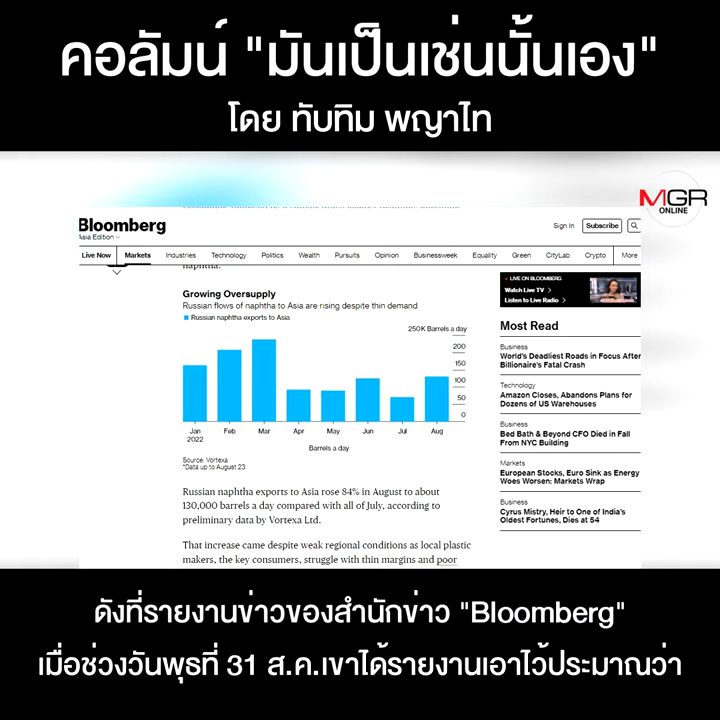 คอลัมน์ "มันเป็นเช่นนั้นเอง"
โดย ทับทิม พญาไท
MGR
ONLINE
Bloomberg
Asia Edition
Sign In
Subscribe
Live Now
Markets
Industries
Technology
Politics
Wealth
Pursuits
Opinion
Businessweek
Equality
Green
CityLab
Crypto
More
naphtha.
Growing Oversupply
Russian flows of naphtha to Asia are rising despite thin demand
Russian naphtha exports to Asia
250K Barrels a day
200
150
100
50
0
Jan Feb Mar Apr May Jun Jul Aug
2022
Barrels a day
Source: Vortexa
*Data up to August 23
Russian naphtha exports to Asia rose 84% in August to about
130,000 barrels a day compared with all of July, according to
preliminary data by Vortexa Ltd.
That increase came despite weak regional conditions as local plastic
makers, the key consumers, struggle with thin margins and poor
LIVE ON BLOOMBERG
Watch Live TV
Listen to Live Radio
Most Read
Business
World's Deadliest Roads in Focus After
Billionaire's Fatal Crash
Technology
Amazon Closes, Abandons Plans for
Dozens of US Warehouses
Business
Bed Bath & Beyond CFO Died in Fall
From NYC Building
Markets
European Stocks, Euro Sink as Energy
Woes Worsen: Markets Wrap
Business
Cyrus Mistry, Heir to One of India's
Oldest Fortunes, Dies at 54
ดังที่รายงานข่าวของสำนักข่าว "Bloomberg"
เมื่อช่วงวันพุธที่ 31 ส.ค.เขาได้รายงานเอาไว้ประมาณว่า